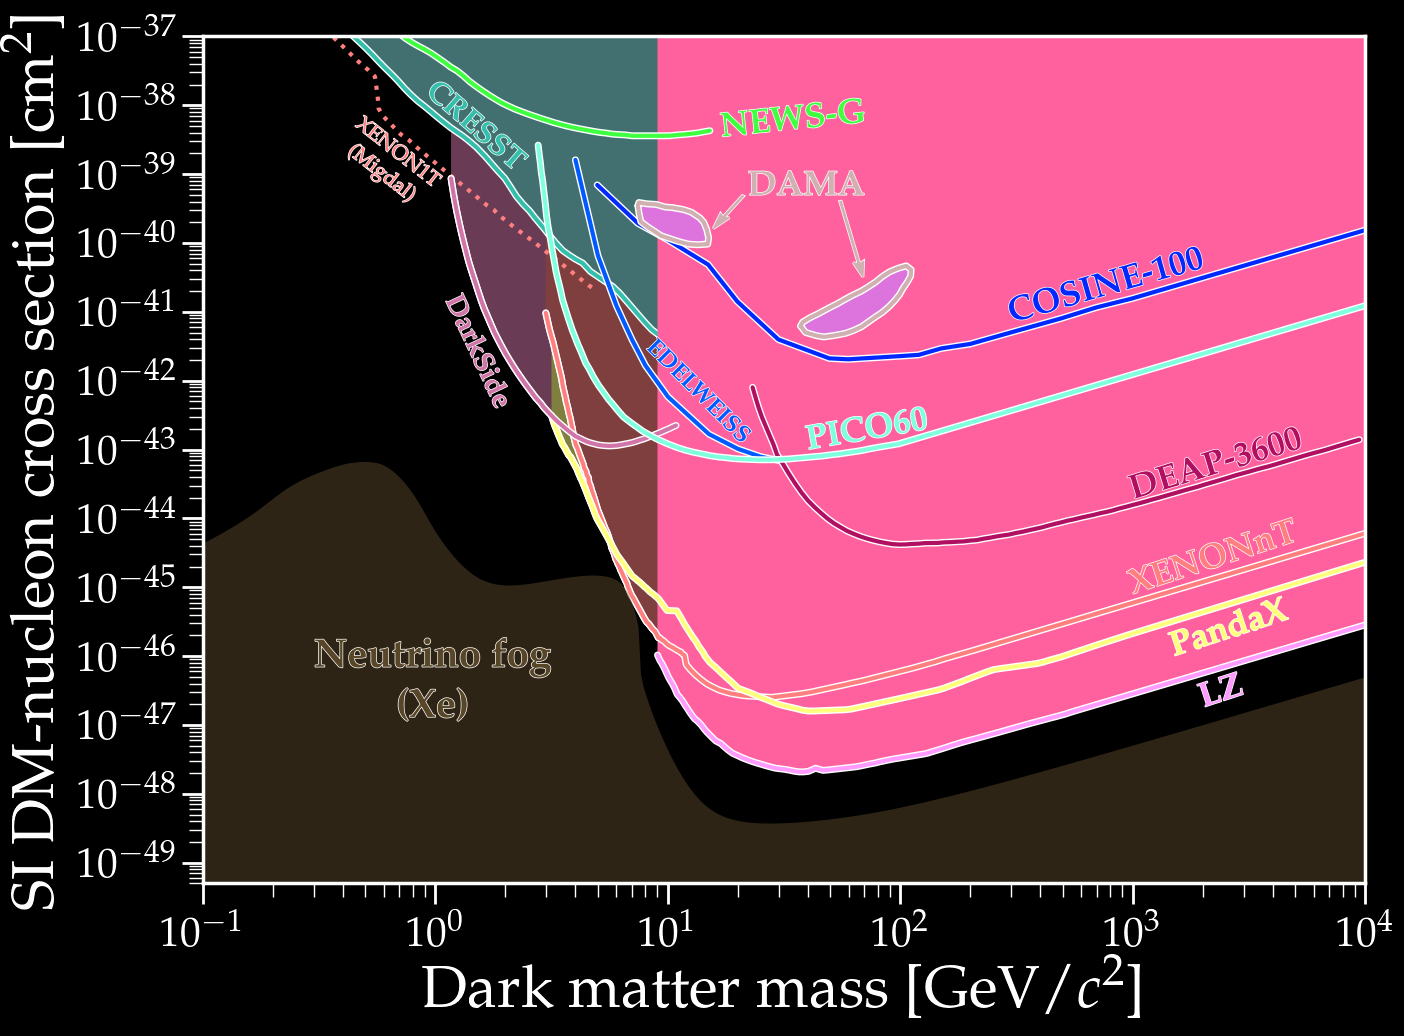 SI DM-nucleon cross section [cm²]
10⁻³⁷
10⁻³⁸
10⁻³⁹
10⁻⁴⁰
10⁻⁴¹
10⁻⁴²
10⁻⁴³
10⁻⁴⁴
10⁻⁴⁵
10⁻⁴⁶
10⁻⁴⁷
10⁻⁴⁸
10⁻⁴⁹
CRESST
NEWS-G
XENON1T
(Migdal)
DAMA
DarkSide
COSINE-100
EDELWEISS
PICO60
DEAP-3600
XENONnT
PandaX
LZ
Neutrino fog
(Xe)
10⁻¹ 10⁰ 10¹ 10² 10³ 10⁴
Dark matter mass [GeV/c²]